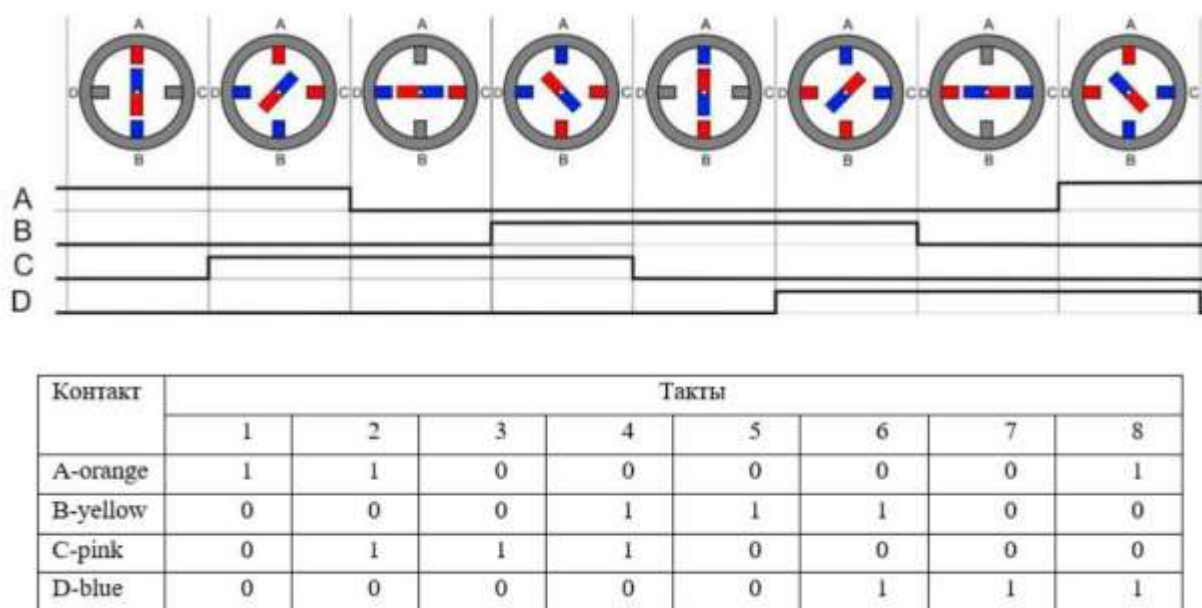 A A A A A A A A
D C D C D C D C D C D C D C D C
B B B B B B B B
A
B
C
D
Контакт Такты
1 2 3 4 5 6 7 8
A-orange 1 1 0 0 0 0 0 1
B-yellow 0 0 0 1 1 1 0 0
C-pink 0 1 1 1 0 0 0 0
D-blue 0 0 0 0 0 1 1 1